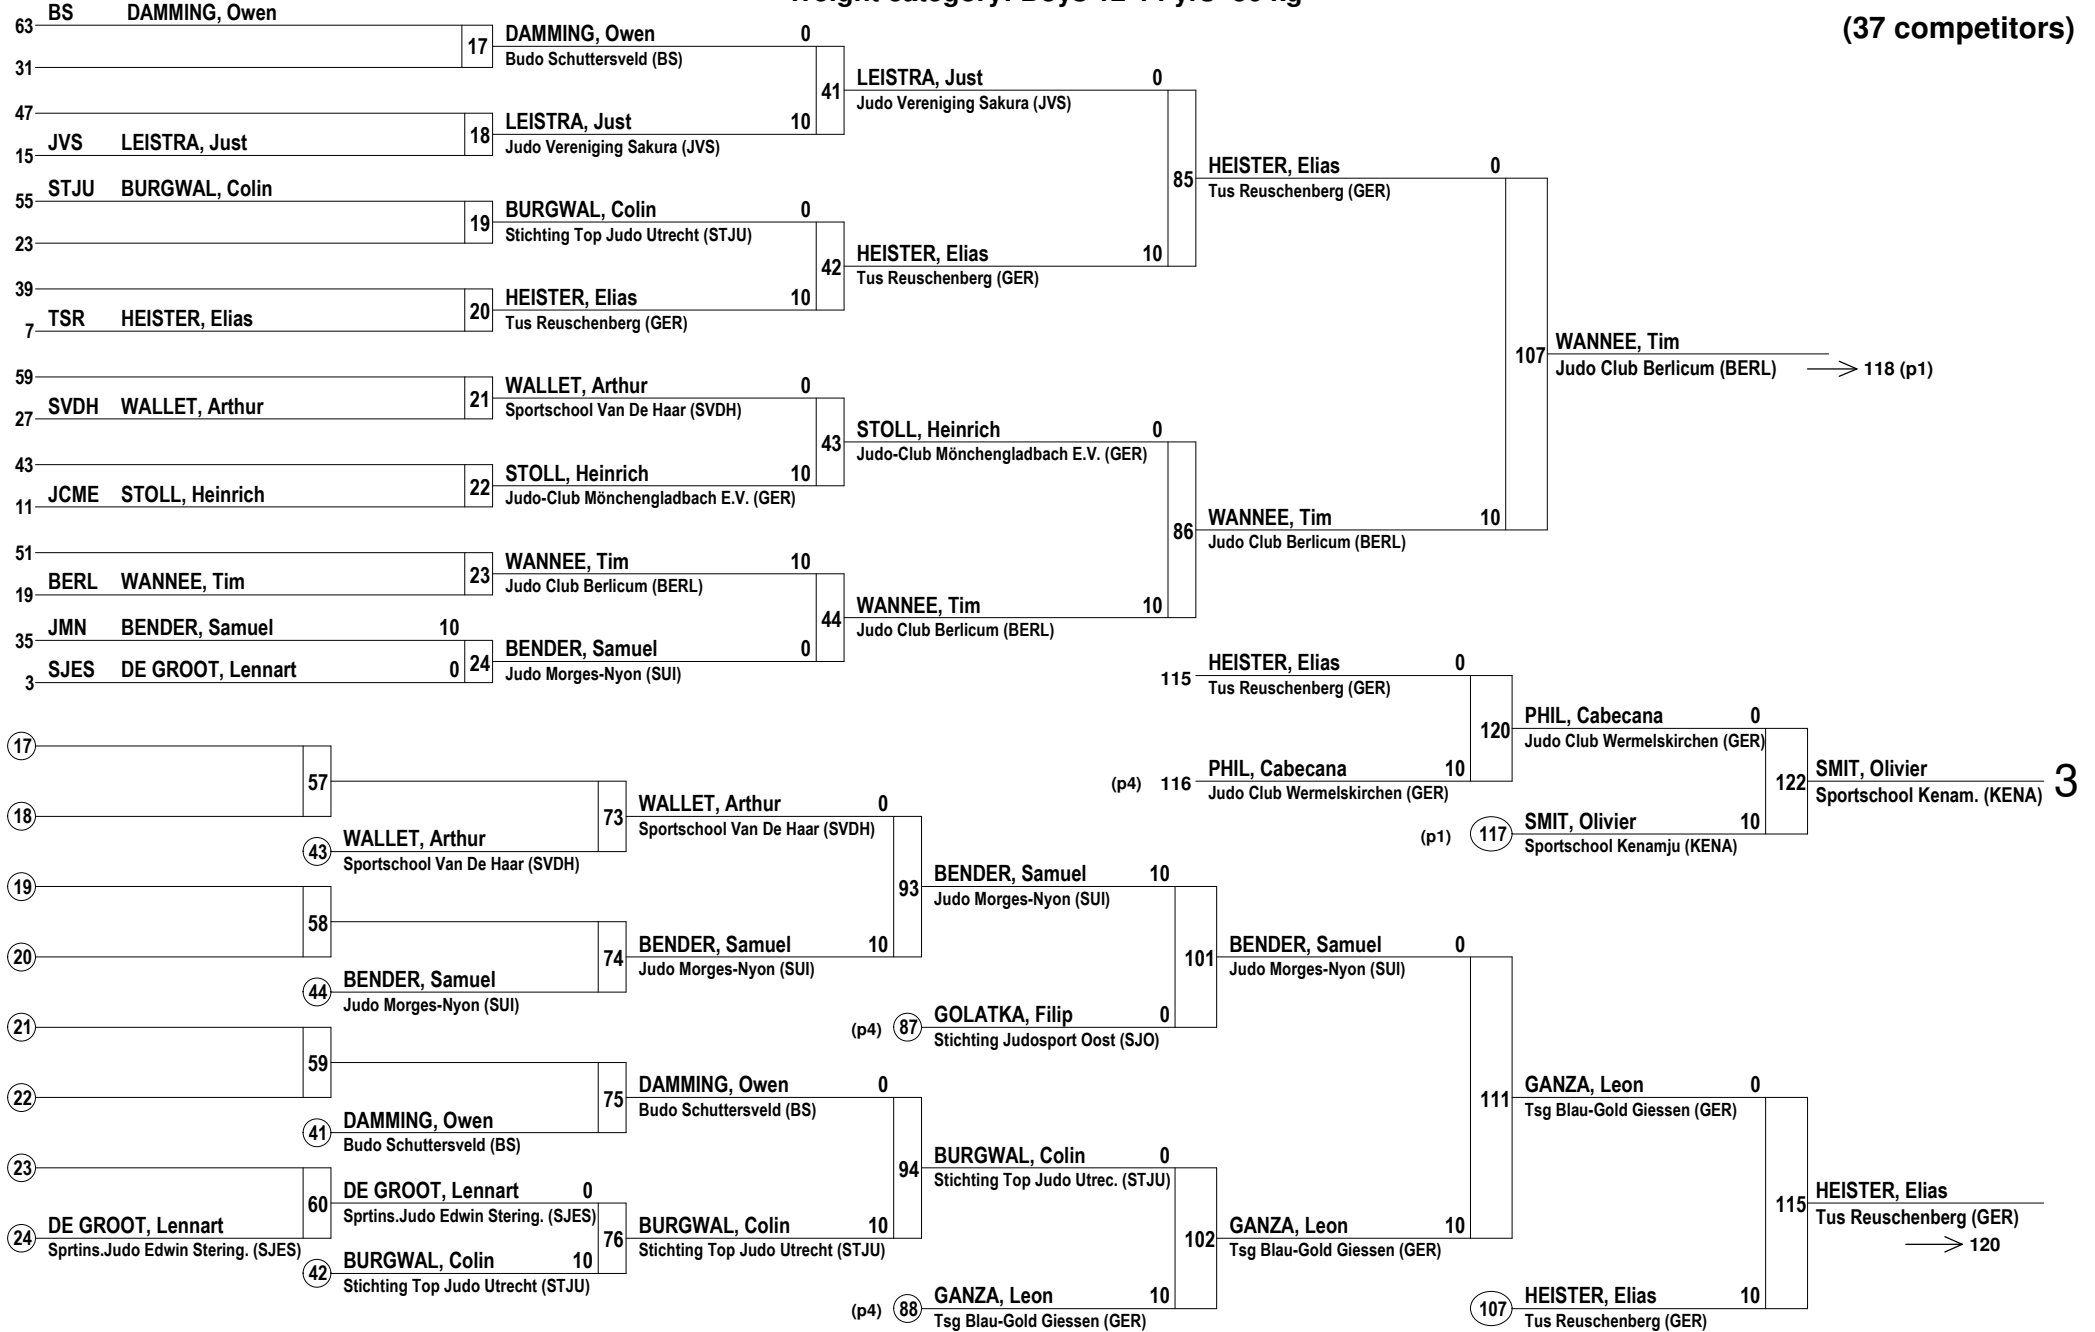 (37 competitors)
BS DAMMING, Owen
63
31
17
DAMMING, Owen 0
Budo Schuttersveld (BS)
47
JVS LEISTRA, Just
15
18
LEISTRA, Just 10
Judo Vereniging Sakura (JVS)
41
LEISTRA, Just 0
Judo Vereniging Sakura (JVS)
STJU BURGWAL, Colin
55
23
19
BURGWAL, Colin 0
Stichting Top Judo Utrecht (STJU)
39
TSR HEISTER, Elias
7
20
HEISTER, Elias 10
Tus Reuschenberg (GER)
42
HEISTER, Elias 10
Tus Reuschenberg (GER)
85
HEISTER, Elias 0
Tus Reuschenberg (GER)
59
SVDH WALLET, Arthur
27
21
WALLET, Arthur 0
Sportschool Van De Haar (SVDH)
43
JCME STOLL, Heinrich
11
22
STOLL, Heinrich 10
Judo-Club Mönchengladbach E.V. (GER)
43
STOLL, Heinrich 0
Judo-Club Mönchengladbach E.V. (GER)
51
BERL WANNEE, Tim
19
23
WANNEE, Tim 10
Judo Club Berlicum (BERL)
JMN BENDER, Samuel 10
35
SJES DE GROOT, Lennart 0
3
24
BENDER, Samuel 0
Judo Morges-Nyon (SUI)
44
WANNEE, Tim 10
Judo Club Berlicum (BERL)
86
WANNEE, Tim 10
Judo Club Berlicum (BERL)
107
WANNEE, Tim
Judo Club Berlicum (BERL) 118 (p1)
115
HEISTER, Elias 0
Tus Reuschenberg (GER)
(p4) 116
PHIL, Cabecana 10
Judo Club Wermelskirchen (GER)
120
PHIL, Cabecana 0
Judo Club Wermelskirchen (GER)
(p1) 117
SMIT, Olivier 10
Sportschool Kenamju (KENA)
122
SMIT, Olivier
Sportschool Kenam. (KENA)
3
17
18
57
43
WALLET, Arthur
Sportschool Van De Haar (SVDH)
73
WALLET, Arthur 0
Sportschool Van De Haar (SVDH)
19
20
58
44
BENDER, Samuel
Judo Morges-Nyon (SUI)
74
BENDER, Samuel 10
Judo Morges-Nyon (SUI)
93
BENDER, Samuel 10
Judo Morges-Nyon (SUI)
(p4) 87
GOLATKA, Filip 0
Stichting Judosport Oost (SJO)
101
BENDER, Samuel 0
Judo Morges-Nyon (SUI)
21
22
59
41
DAMMING, Owen
Budo Schuttersveld (BS)
75
DAMMING, Owen 0
Budo Schuttersveld (BS)
23
24
DE GROOT, Lennart
Sprtins.Judo Edwin Stering. (SJES)
60
DE GROOT, Lennart 0
Sprtins.Judo Edwin Stering. (SJES)
42
BURGWAL, Colin 10
Stichting Top Judo Utrecht (STJU)
76
BURGWAL, Colin 10
Stichting Top Judo Utrecht (STJU)
94
BURGWAL, Colin 0
Stichting Top Judo Utrec. (STJU)
(p4) 88
GANZA, Leon 10
Tsg Blau-Gold Giessen (GER)
102
GANZA, Leon 10
Tsg Blau-Gold Giessen (GER)
111
GANZA, Leon 0
Tsg Blau-Gold Giessen (GER)
107
HEISTER, Elias 10
Tus Reuschenberg (GER)
115
HEISTER, Elias
Tus Reuschenberg (GER)
120